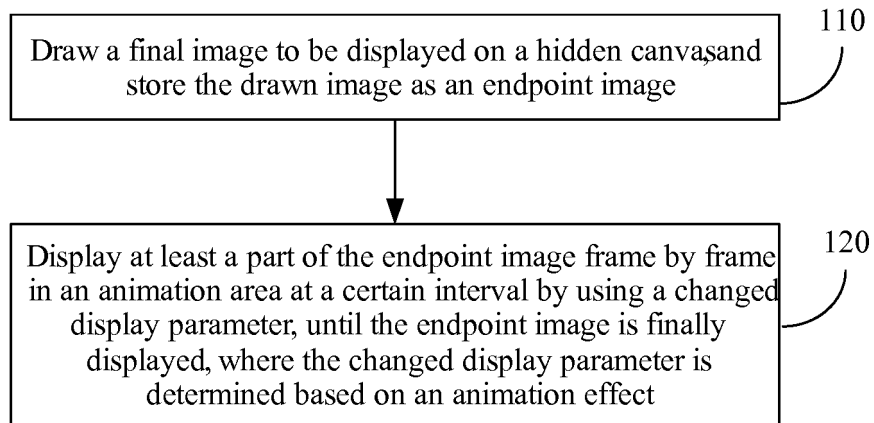 110
Draw a final image to be displayed on a hidden canvas,and
store the drawn image as an endpoint image
120
Display at least a part of the endpoint image frame by frame
in an animation area at a certain interval by using a changed
display parameter, until the endpoint image is finally
displayed, where the changed display parameter is
determined based on an animation effect